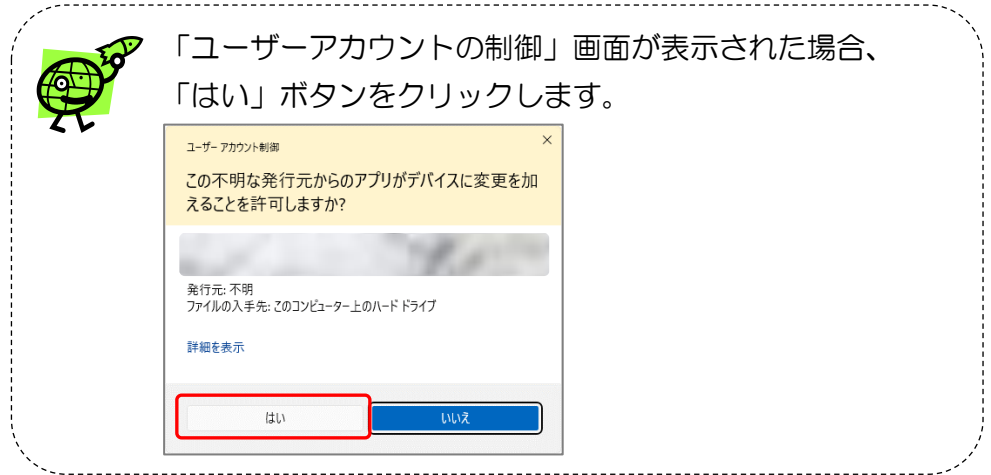 「ユーザーアカウントの制御」画面が表示された場合、
「はい」ボタンをクリックします。
ユーザー アカウント制御
この不明な発行元からのアプリがデバイスに変更を加
えることを許可しますか?
発行元: 不明
ファイルの入手先: このコンピューター上のハード ドライブ
詳細を表示
はい
いいえ